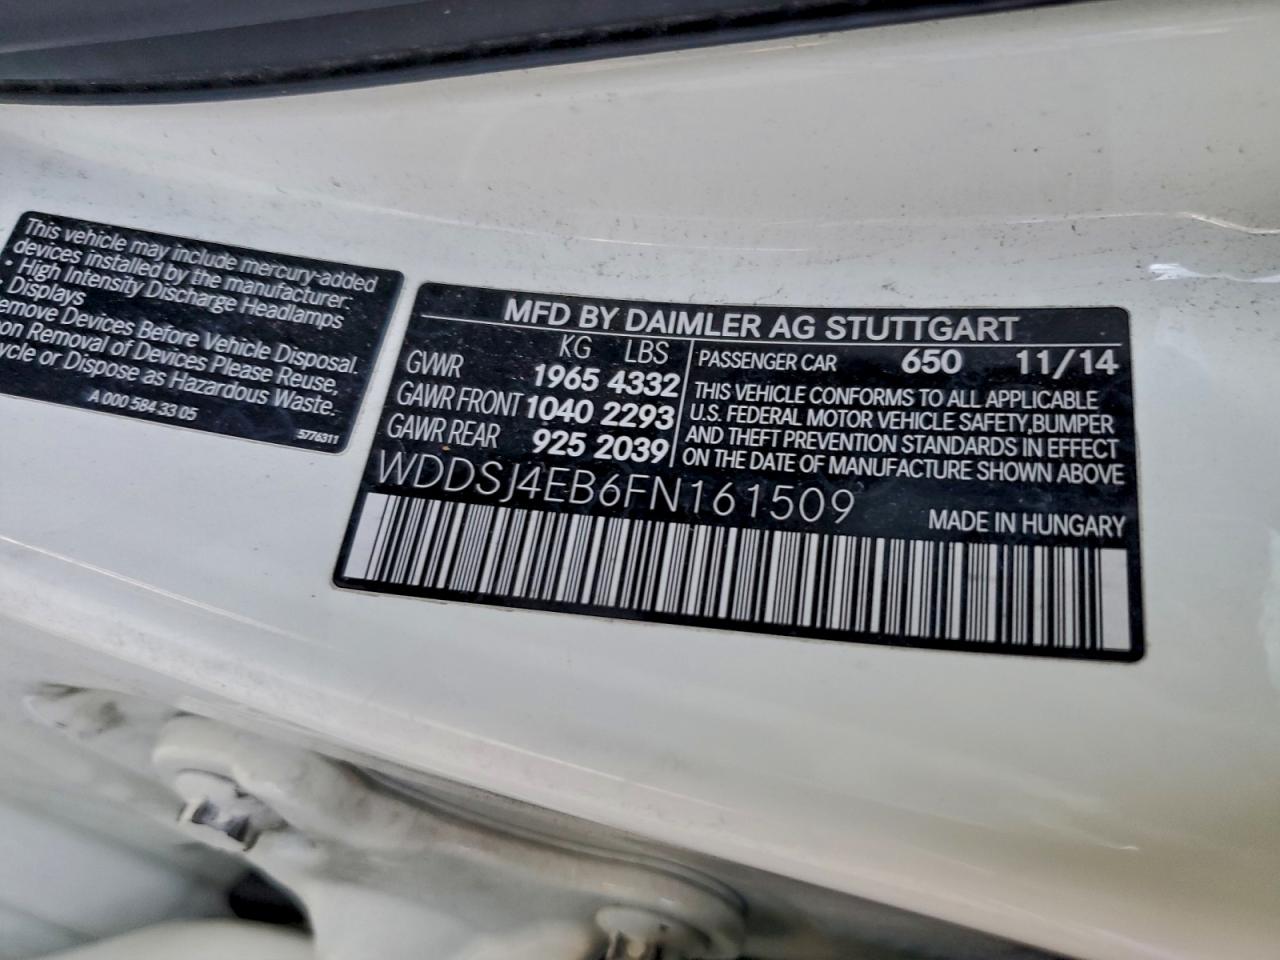 This vehicle may include mercury-added
devices installed by the manufacturer:
• High Intensity Discharge Headlamps
Displays
Remove Devices Before Vehicle Disposal.
Removal of Devices Please Reuse,
or Dispose as Hazardous Waste.
A 000 584 33 05
5776311
MFD BY DAIMLER AG STUTTGART
KG LBS
GVWR 1965 4332
GAWR FRONT 1040 2293
GAWR REAR 925 2039
PASSENGER CAR 650 11/14
THIS VEHICLE CONFORMS TO ALL APPLICABLE
U.S. FEDERAL MOTOR VEHICLE SAFETY,BUMPER
AND THEFT PREVENTION STANDARDS IN EFFECT
ON THE DATE OF MANUFACTURE SHOWN ABOVE
WDDSJ4EB6FN161509
MADE IN HUNGARY